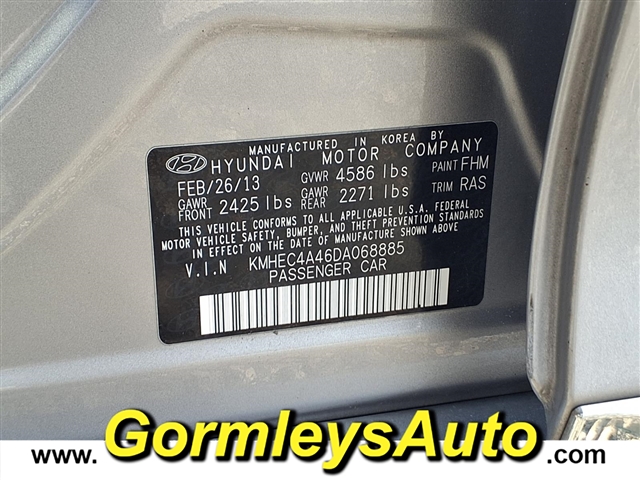 MANUFACTURED IN KOREA BY
HYUNDAI MOTOR COMPANY
FEB/26/13 GVWR 4586 lbs PAINT FHM
GAWR FRONT 2425 lbs GAWR REAR 2271 lbs TRIM RAS
THIS VEHICLE CONFORMS TO ALL APPLICABLE U.S.A. FEDERAL
MOTOR VEHICLE SAFETY, BUMPER, AND THEFT PREVENTION STANDARDS
IN EFFECT ON THE DATE OF MANUFACTURE SHOWN ABOVE.
V.I.N KMHEC4A46DA068885
PASSENGER CAR
www. GormleysAuto .com